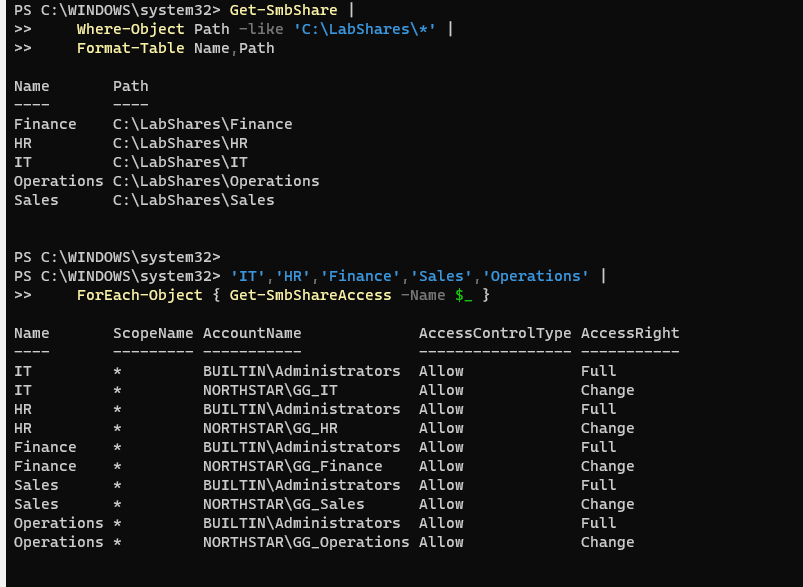 PS C:\WINDOWS\system32> Get-SmbShare |
>>     Where-Object Path -like 'C:\LabShares\*' |
>>     Format-Table Name,Path
Name       Path
----       ----
Finance    C:\LabShares\Finance
HR         C:\LabShares\HR
IT         C:\LabShares\IT
Operations C:\LabShares\Operations
Sales      C:\LabShares\Sales
PS C:\WINDOWS\system32>
PS C:\WINDOWS\system32> 'IT','HR','Finance','Sales','Operations' |
>>     ForEach-Object { Get-SmbShareAccess -Name $_ }
Name       ScopeName AccountName             AccessControlType AccessRight
----       --------- -----------             ----------------- -----------
IT         *         BUILTIN\Administrators  Allow             Full
IT         *         NORTHSTAR\GG_IT         Allow             Change
HR         *         BUILTIN\Administrators  Allow             Full
HR         *         NORTHSTAR\GG_HR         Allow             Change
Finance    *         BUILTIN\Administrators  Allow             Full
Finance    *         NORTHSTAR\GG_Finance    Allow             Change
Sales      *         BUILTIN\Administrators  Allow             Full
Sales      *         NORTHSTAR\GG_Sales      Allow             Change
Operations *         BUILTIN\Administrators  Allow             Full
Operations *         NORTHSTAR\GG_Operations Allow             Change